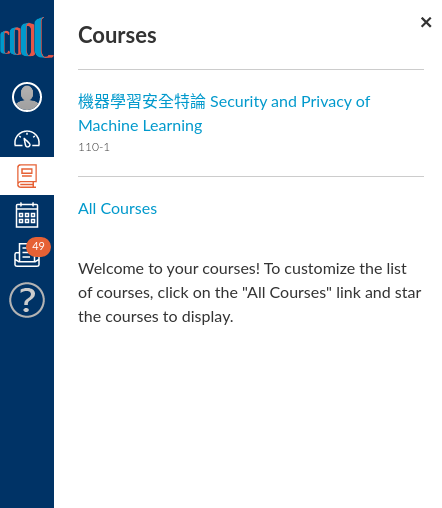 COOL
Courses
×
機器學習安全特論 Security and Privacy of
Machine Learning
110-1
All Courses
49
Welcome to your courses! To customize the list
of courses, click on the "All Courses" link and star
the courses to display.
?